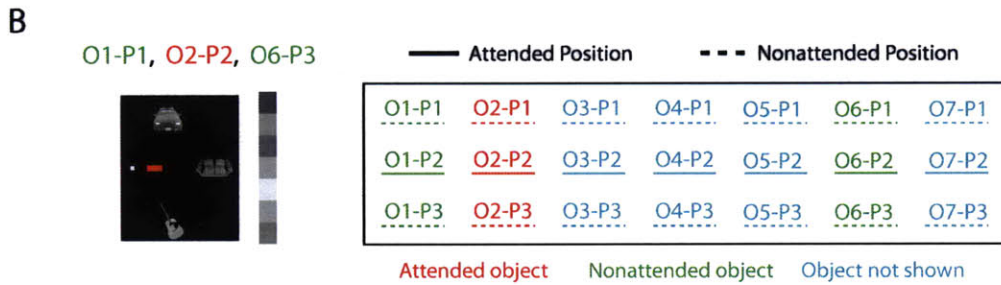 B
O1-P1, O2-P2, O6-P3
Attended Position Nonattended Position
O1-P1 O2-P1 O3-P1 O4-P1 O5-P1 O6-P1 O7-P1
O1-P2 O2-P2 O3-P2 O4-P2 O5-P2 O6-P2 O7-P2
O1-P3 O2-P3 O3-P3 O4-P3 O5-P3 O6-P3 O7-P3
Attended object Nonattended object Object not shown